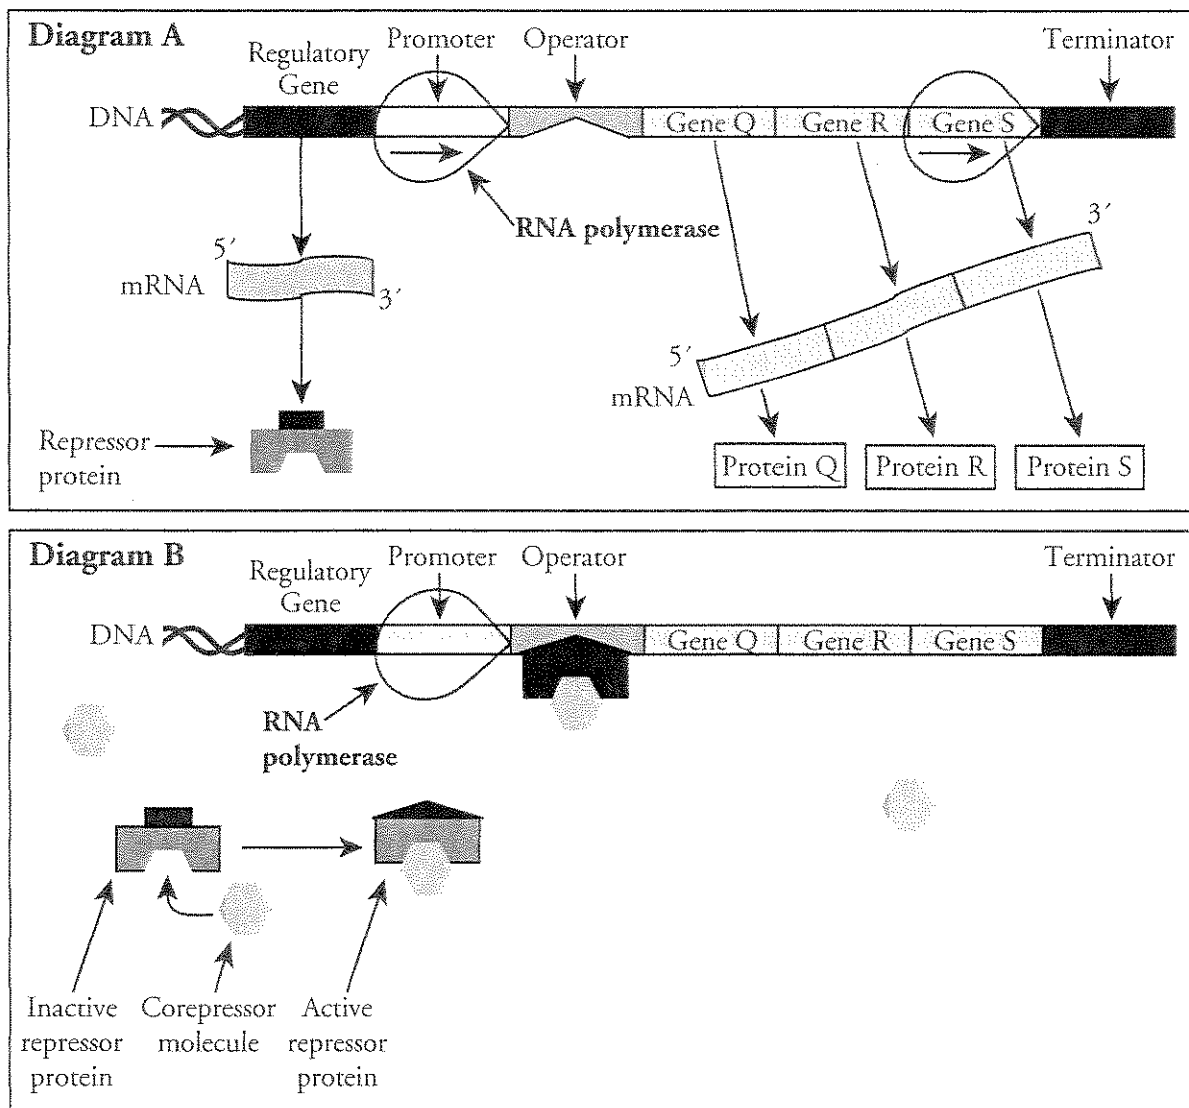 Diagram A
Promoter
Operator
Terminator
Regulatory
Gene
DNA
Gene Q
Gene R
Gene S
RNA polymerase
5´
mRNA
3´
3´
5´
mRNA
Repressor
protein
Protein Q
Protein R
Protein S
Diagram B
Promoter
Operator
Terminator
Regulatory
Gene
DNA
Gene Q
Gene R
Gene S
RNA
polymerase
Inactive
repressor
protein
Corepressor
molecule
Active
repressor
protein